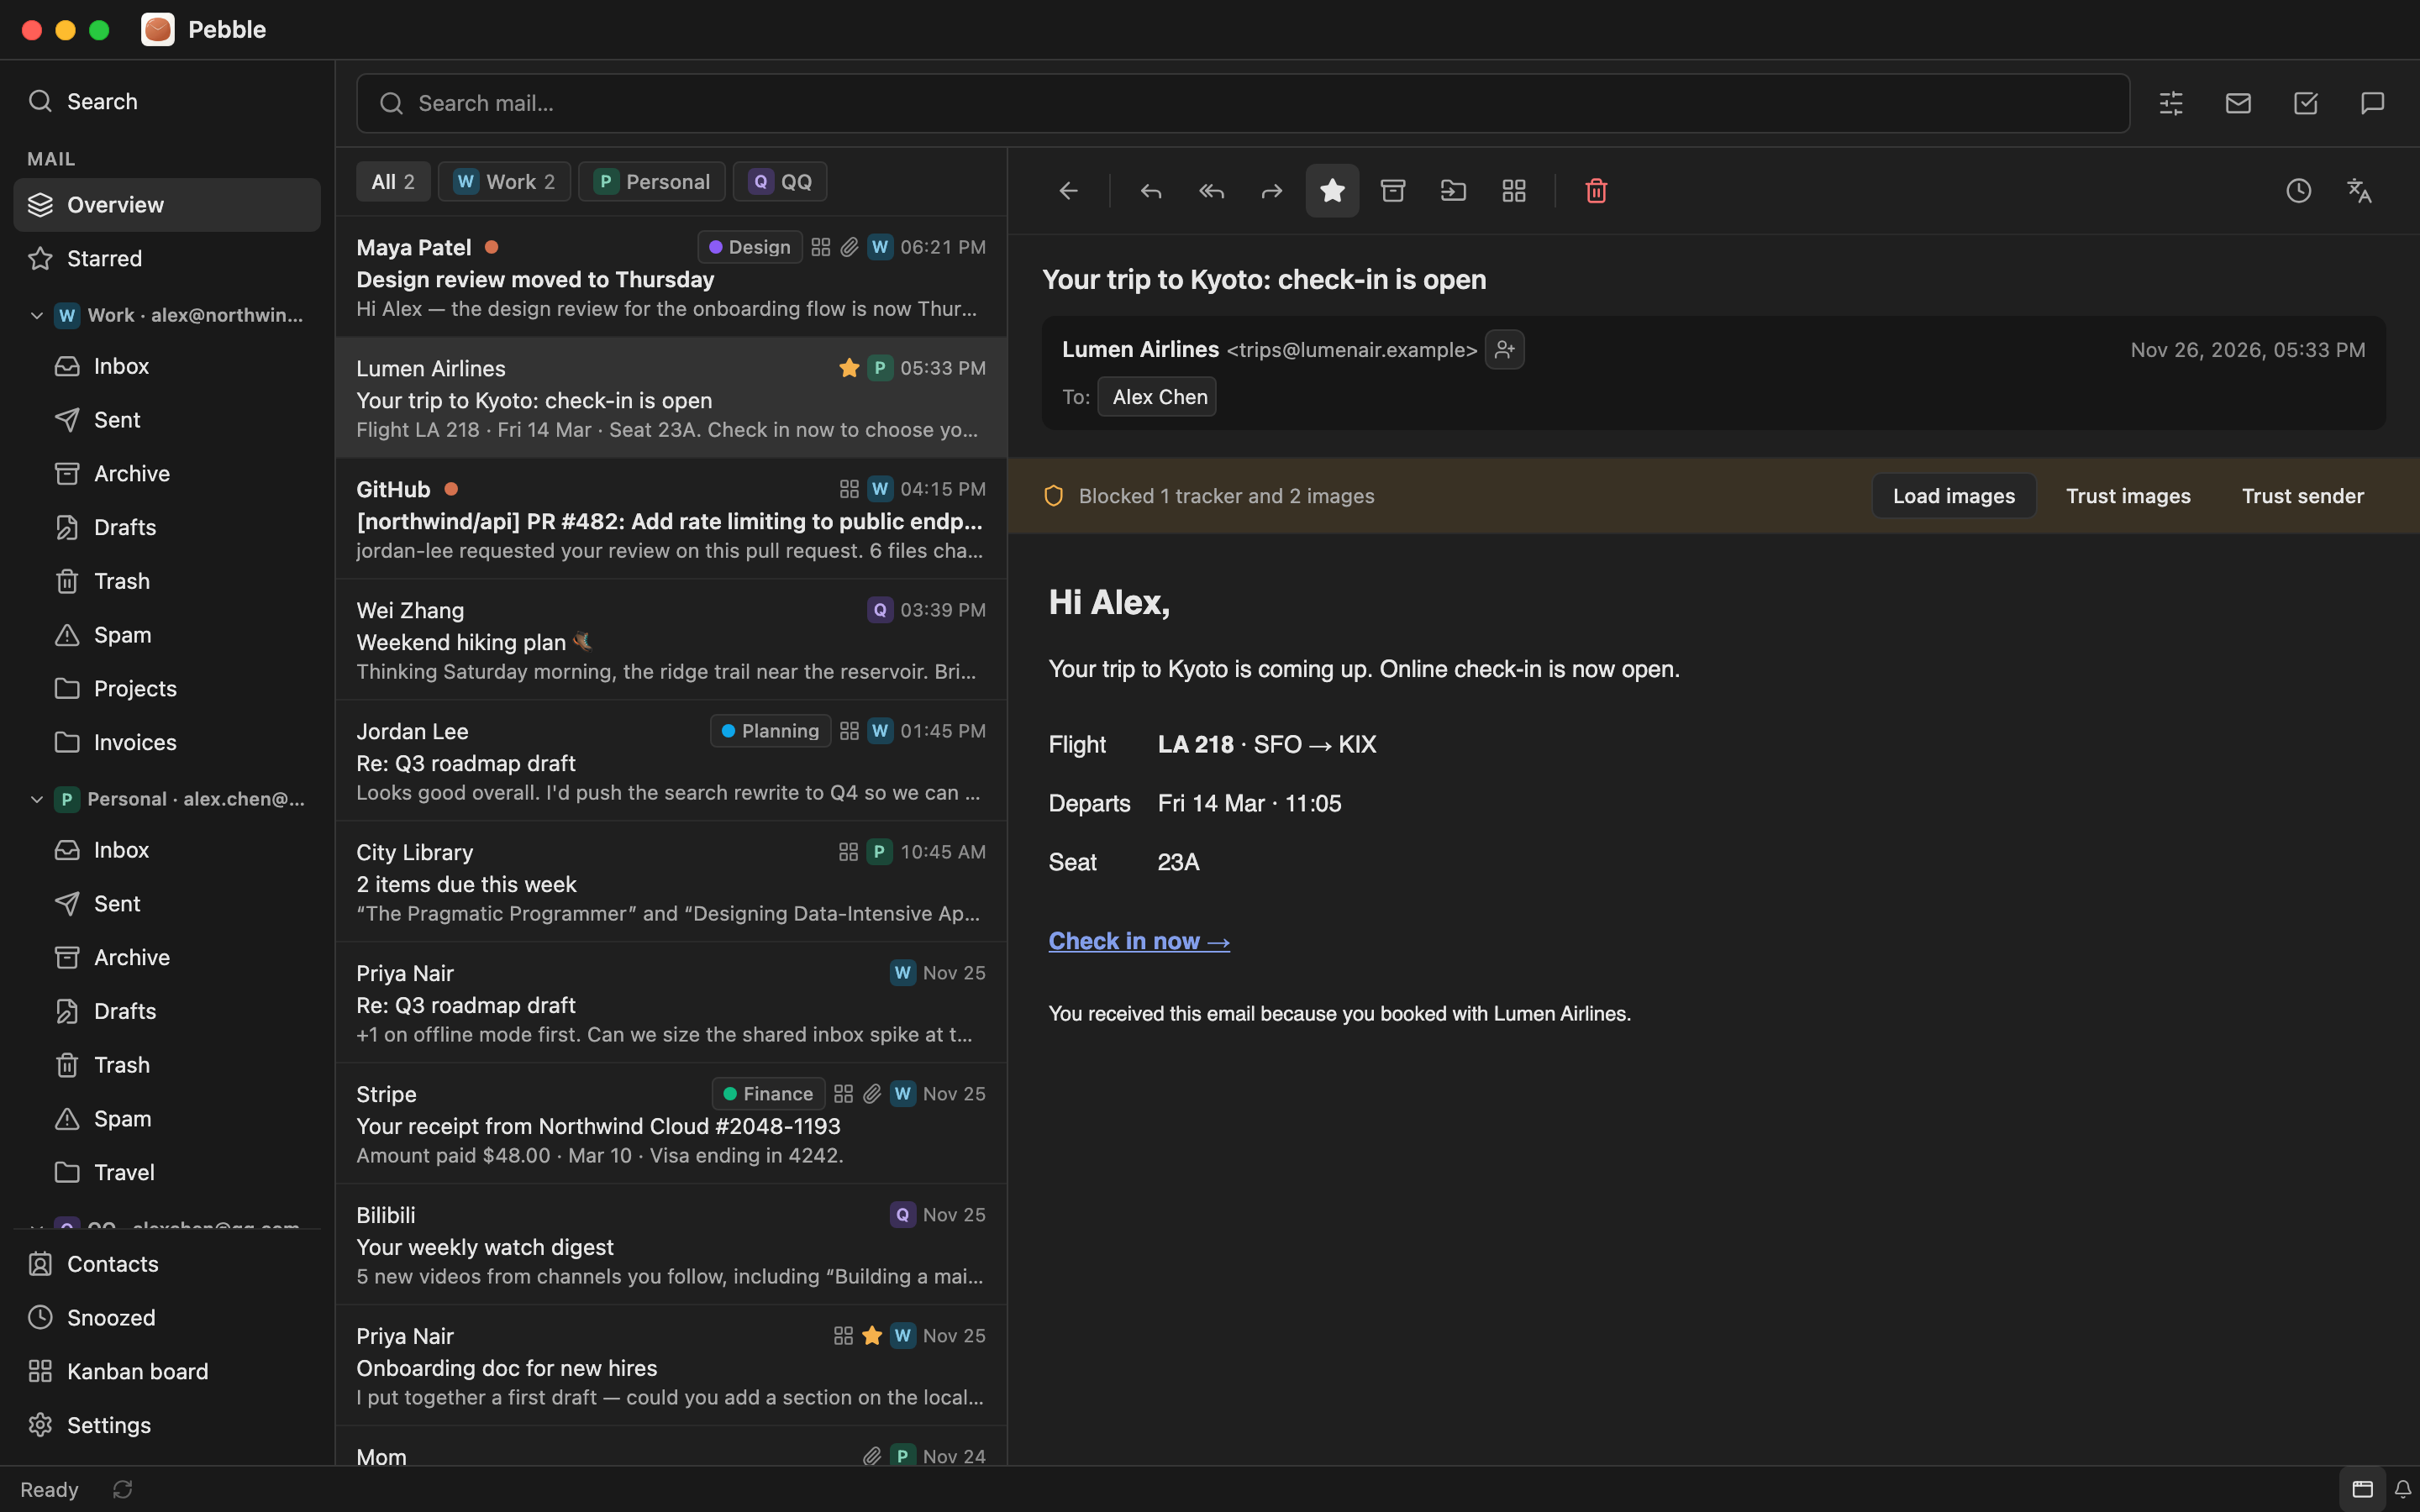 Pebble
Search
MAIL
Overview
Starred
W Work · alex@northwin...
Inbox
Sent
Archive
Drafts
Trash
Spam
Projects
Invoices
P Personal · alex.chen@...
Inbox
Sent
Archive
Drafts
Trash
Spam
Travel
Contacts
Snoozed
Kanban board
Settings
Ready
Search mail...
All 2 W Work 2 P Personal Q QQ
Maya Patel Design W 06:21 PM
Design review moved to Thursday
Hi Alex — the design review for the onboarding flow is now Thur...
Lumen Airlines P 05:33 PM
Your trip to Kyoto: check-in is open
Flight LA 218 · Fri 14 Mar · Seat 23A. Check in now to choose yo...
GitHub W 04:15 PM
[northwind/api] PR #482: Add rate limiting to public endp...
jordan-lee requested your review on this pull request. 6 files cha...
Wei Zhang Q 03:39 PM
Weekend hiking plan 🥾
Thinking Saturday morning, the ridge trail near the reservoir. Bri...
Jordan Lee Planning W 01:45 PM
Re: Q3 roadmap draft
Looks good overall. I'd push the search rewrite to Q4 so we can ...
City Library P 10:45 AM
2 items due this week
“The Pragmatic Programmer” and “Designing Data-Intensive Ap...
Priya Nair W Nov 25
Re: Q3 roadmap draft
+1 on offline mode first. Can we size the shared inbox spike at t...
Stripe Finance W Nov 25
Your receipt from Northwind Cloud #2048-1193
Amount paid $48.00 · Mar 10 · Visa ending in 4242.
Bilibili Q Nov 25
Your weekly watch digest
5 new videos from channels you follow, including “Building a mai...
Priya Nair W Nov 25
Onboarding doc for new hires
I put together a first draft — could you add a section on the local...
Mom P Nov 24
Your trip to Kyoto: check-in is open
Lumen Airlines <trips@lumenair.example> Nov 26, 2026, 05:33 PM
To: Alex Chen
Blocked 1 tracker and 2 images Load images Trust images Trust sender
Hi Alex,
Your trip to Kyoto is coming up. Online check-in is now open.
Flight LA 218 · SFO → KIX
Departs Fri 14 Mar · 11:05
Seat 23A
Check in now →
You received this email because you booked with Lumen Airlines.